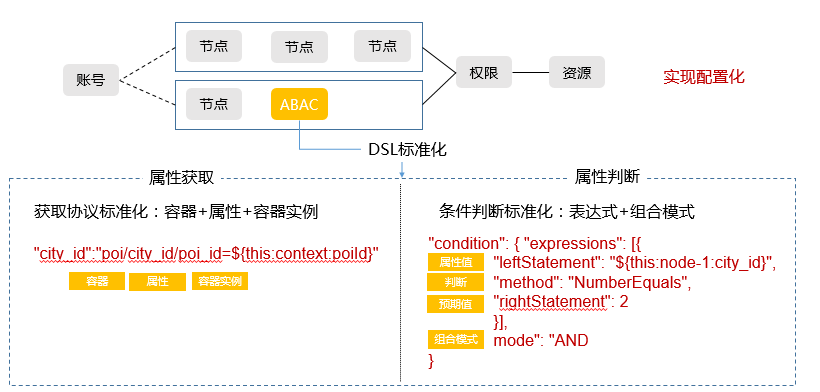 节点
节点
节点
账号
权限
资源
实现配置化
节点
ABAC
DSL标准化
属性获取
属性判断
获取协议标准化：容器+属性+容器实例
条件判断标准化：表达式+组合模式
"city_id":"poi/city_id/poi_id=${this:context:poiId}"
容器
属性
容器实例
"condition": { "expressions": [{
属性值 "leftStatement": "${this:node-1:city_id}",
判断 "method": "NumberEquals",
预期值 "rightStatement": 2
}],
组合模式 mode": "AND
}